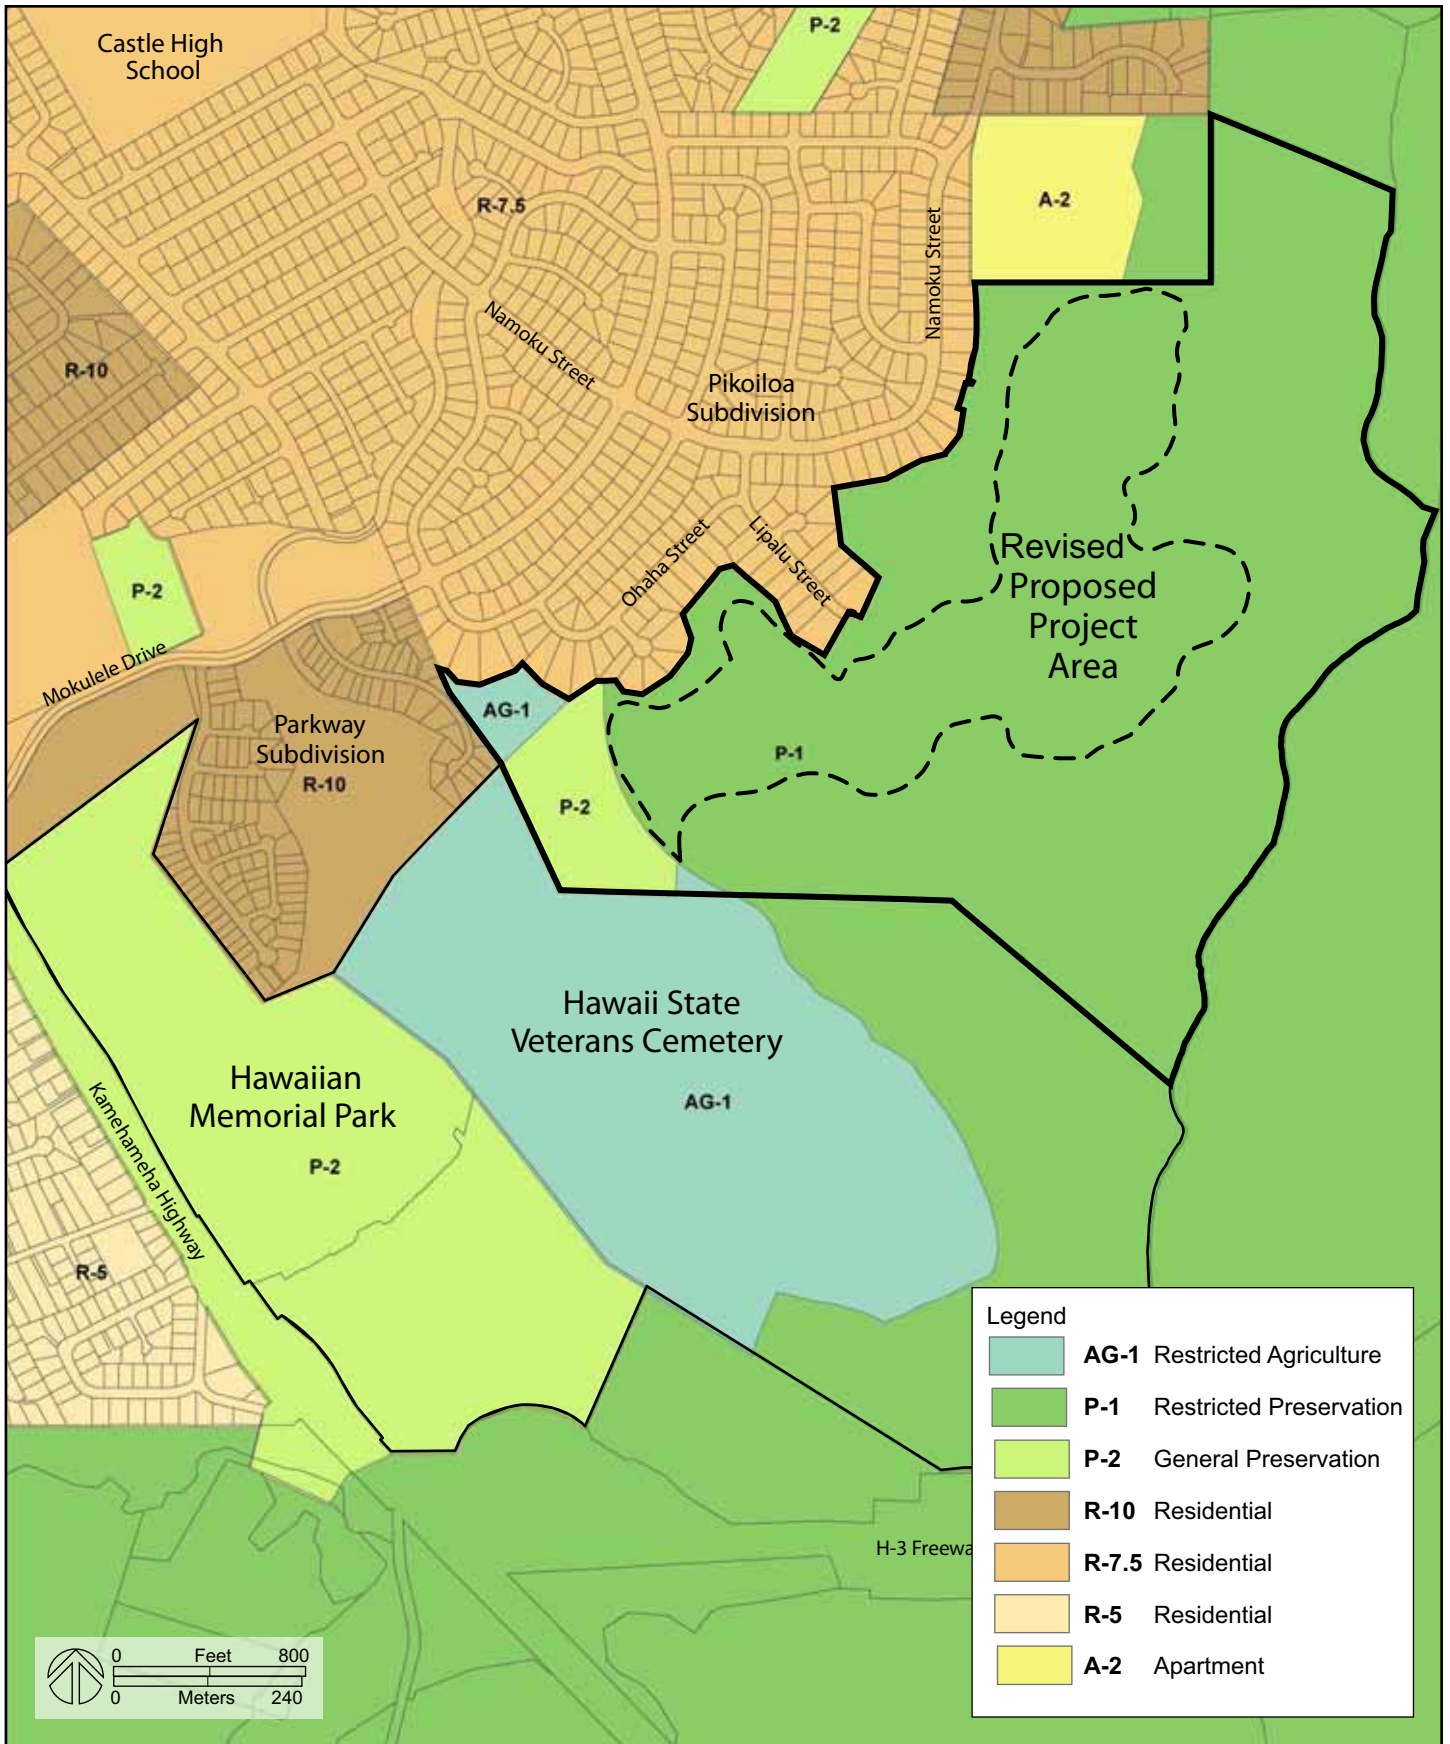 Castle High
School
P-2
R-7.5
A-2
Namoku Street
R-10
Namoku Street
Pikoiloa
Subdivision
Ohaha Street
Lipalu Street
Revised
Proposed
Project
Area
P-2
Mokulele Drive
AG-1
Parkway
Subdivision
R-10
P-1
P-2
Hawaii State
Veterans Cemetery
AG-1
Hawaiian
Memorial Park
P-2
Kamehameha Highway
R-5
H-3 Freewa
Legend
AG-1 Restricted Agriculture
P-1 Restricted Preservation
P-2 General Preservation
R-10 Residential
R-7.5 Residential
R-5 Residential
A-2 Apartment
0 Feet 800
0 Meters 240